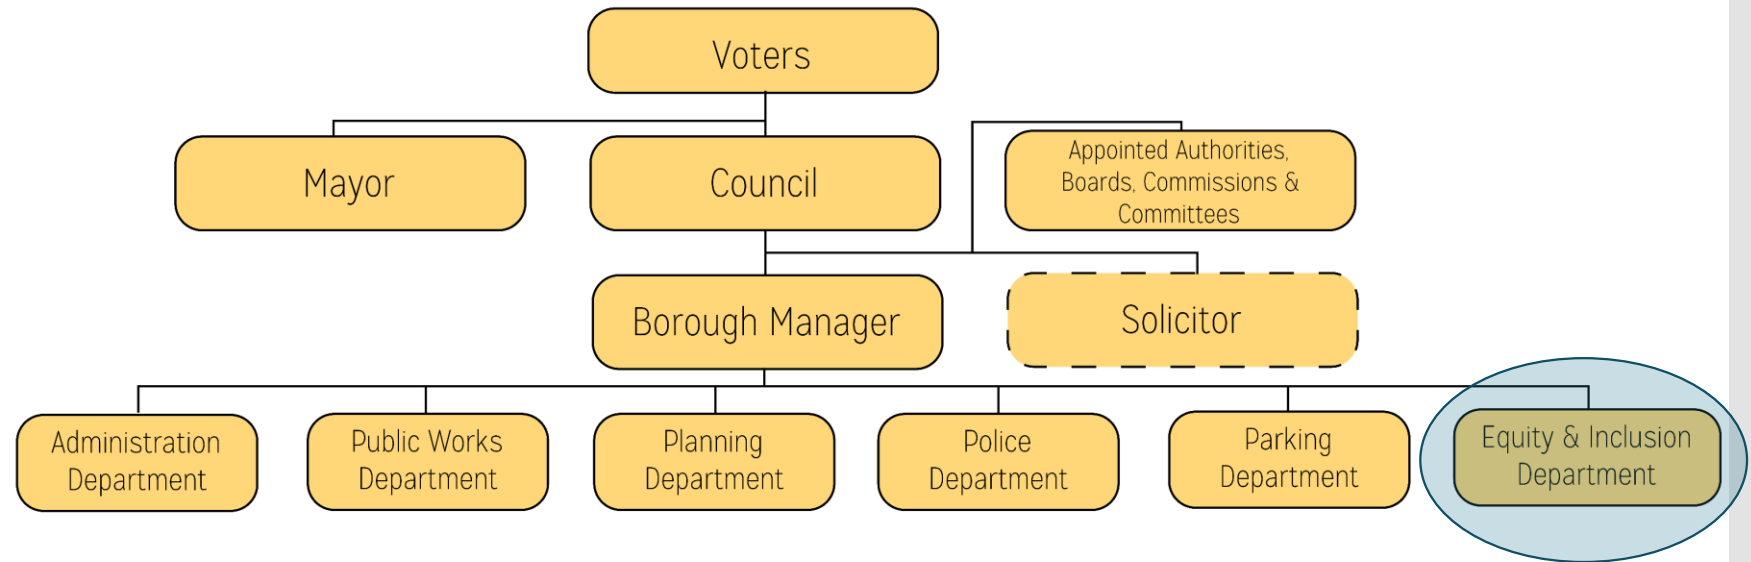 Voters
Mayor
Council
Appointed Authorities,
Boards, Commissions &
Committees
Borough Manager
Solicitor
Administration
Department
Public Works
Department
Planning
Department
Police
Department
Parking
Department
Equity & Inclusion
Department